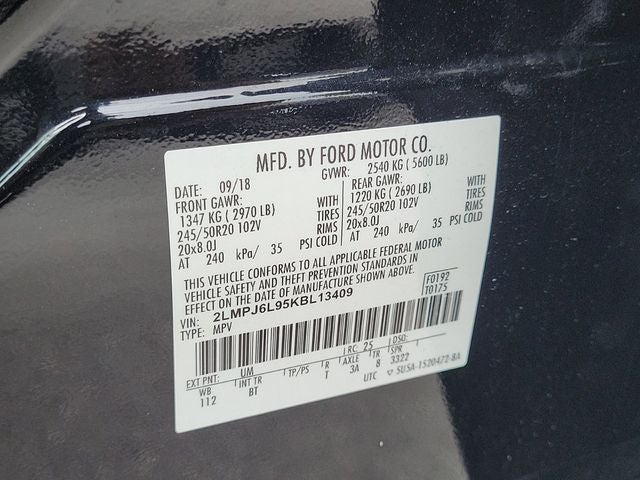 MFD. BY FORD MOTOR CO.
DATE: 09/18 GVWR: 2540 KG ( 5600 LB)
FRONT GAWR: REAR GAWR:
1347 KG ( 2970 LB) WITH 1220 KG ( 2690 LB) WITH
245/50R20 102V TIRES 245/50R20 102V TIRES
20x8.0J RIMS 20x8.0J RIMS
AT 240 kPa/ 35 PSI COLD AT 240 kPa/ 35 PSI COLD
THIS VEHICLE CONFORMS TO ALL APPLICABLE FEDERAL MOTOR
VEHICLE SAFETY AND THEFT PREVENTION STANDARDS IN
EFFECT ON THE DATE OF MANUFACTURE SHOWN ABOVE.
F0192
T0175
VIN: 2LMPJ6L95KBL13409
TYPE: MPV
EXT PNT: UM RC: 25
WB INT TR TP/PS R AXLE TR SPR
112 BT T 3A 8 3322
UTC ▽ 5USA-1520472-BA